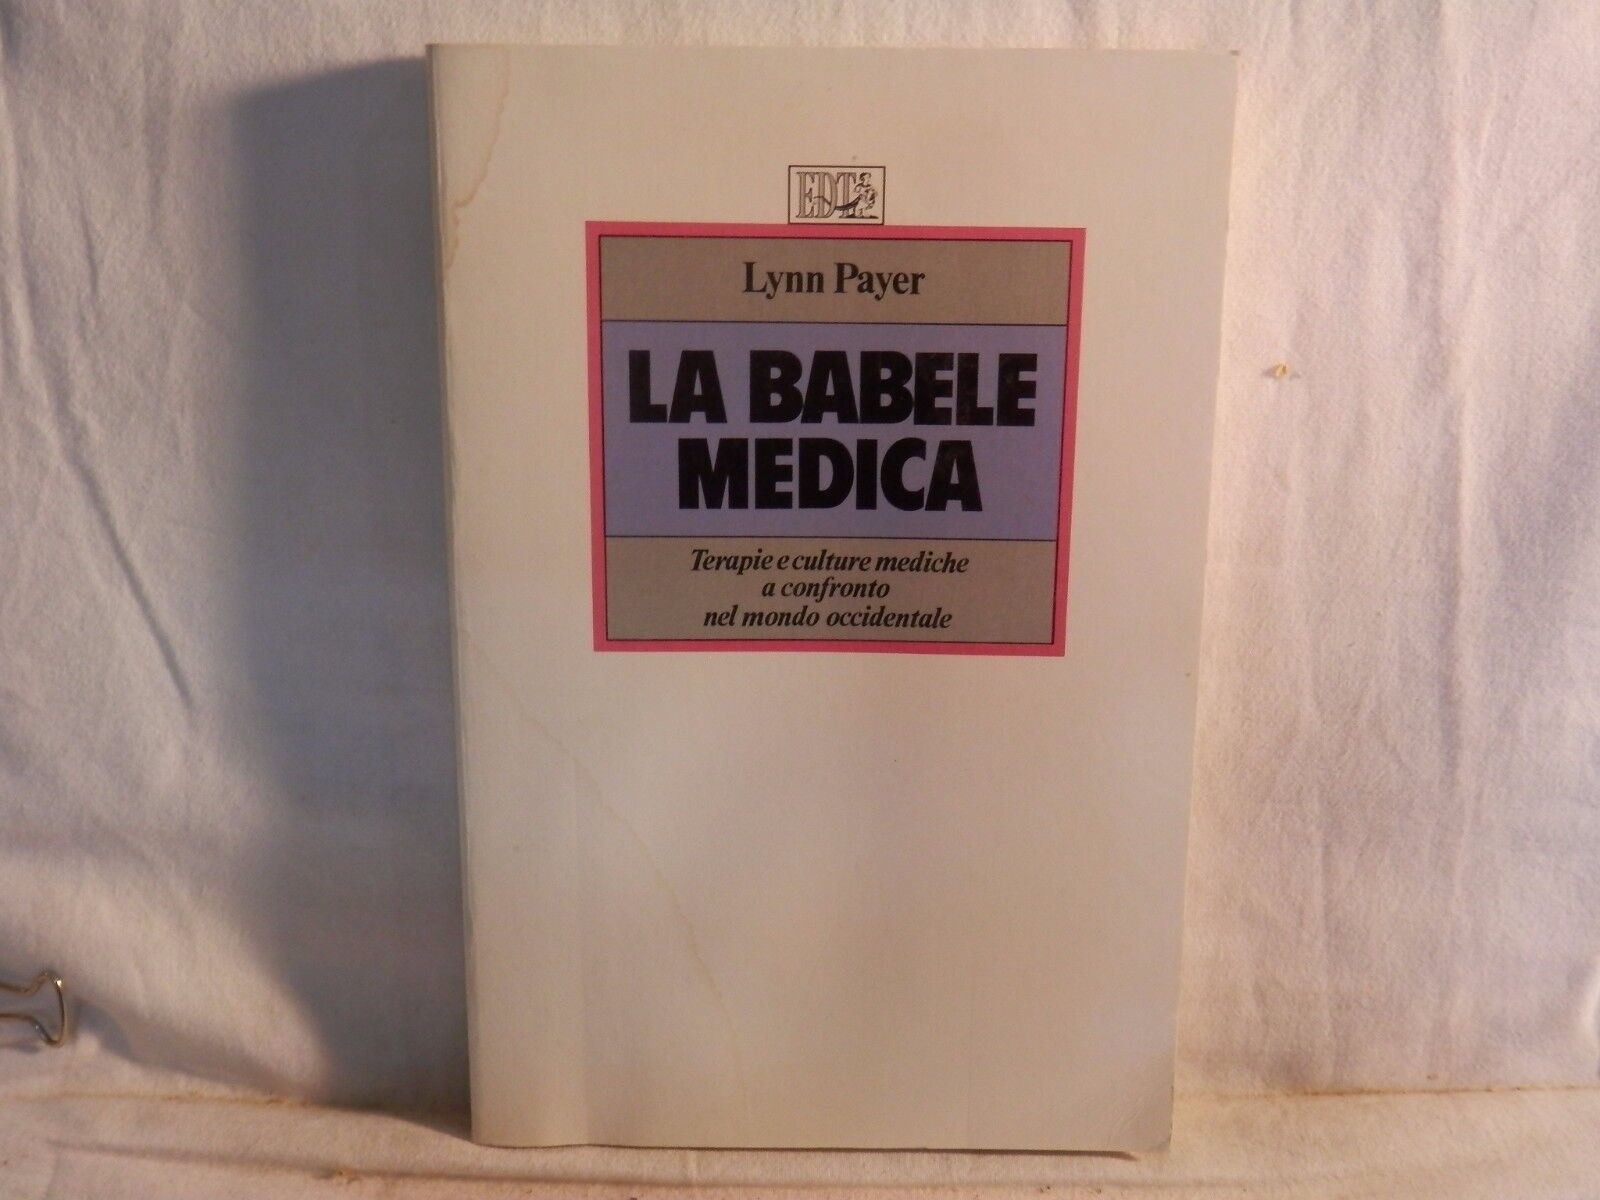 EDT
Lynn Payer
LA BABELE
MEDICA
Terapie e culture mediche
a confronto
nel mondo occidentale